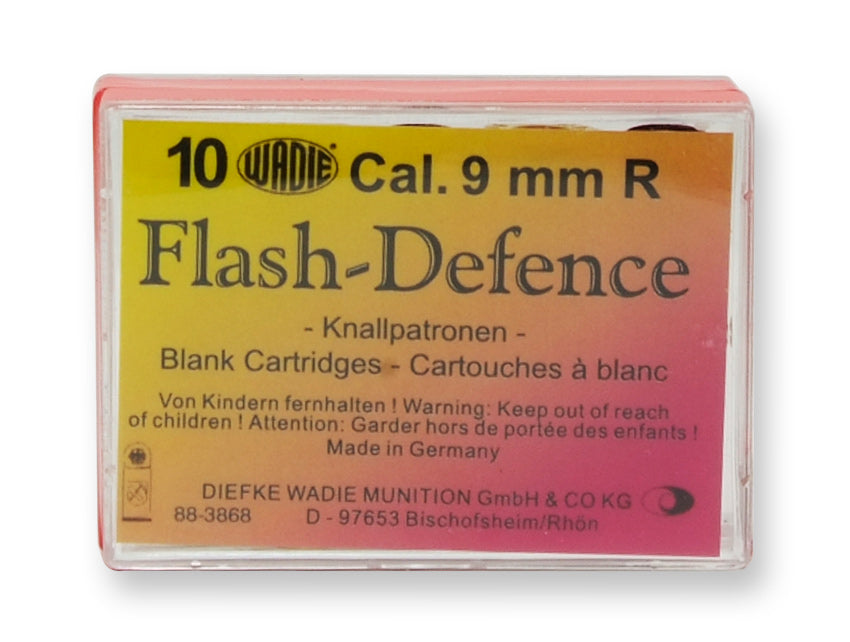 10 WADIE Cal. 9 mm R
Flash-Defence
- Knallpatronen -
Blank Cartridges - Cartouches à blanc
Von Kindern fernhalten ! Warning: Keep out of reach
of children ! Attention: Garder hors de portée des enfants !
Made in Germany
DIEFKE WADIE MUNITION GmbH & CO KG
88-3868 D - 97653 Bischofsheim/Rhön